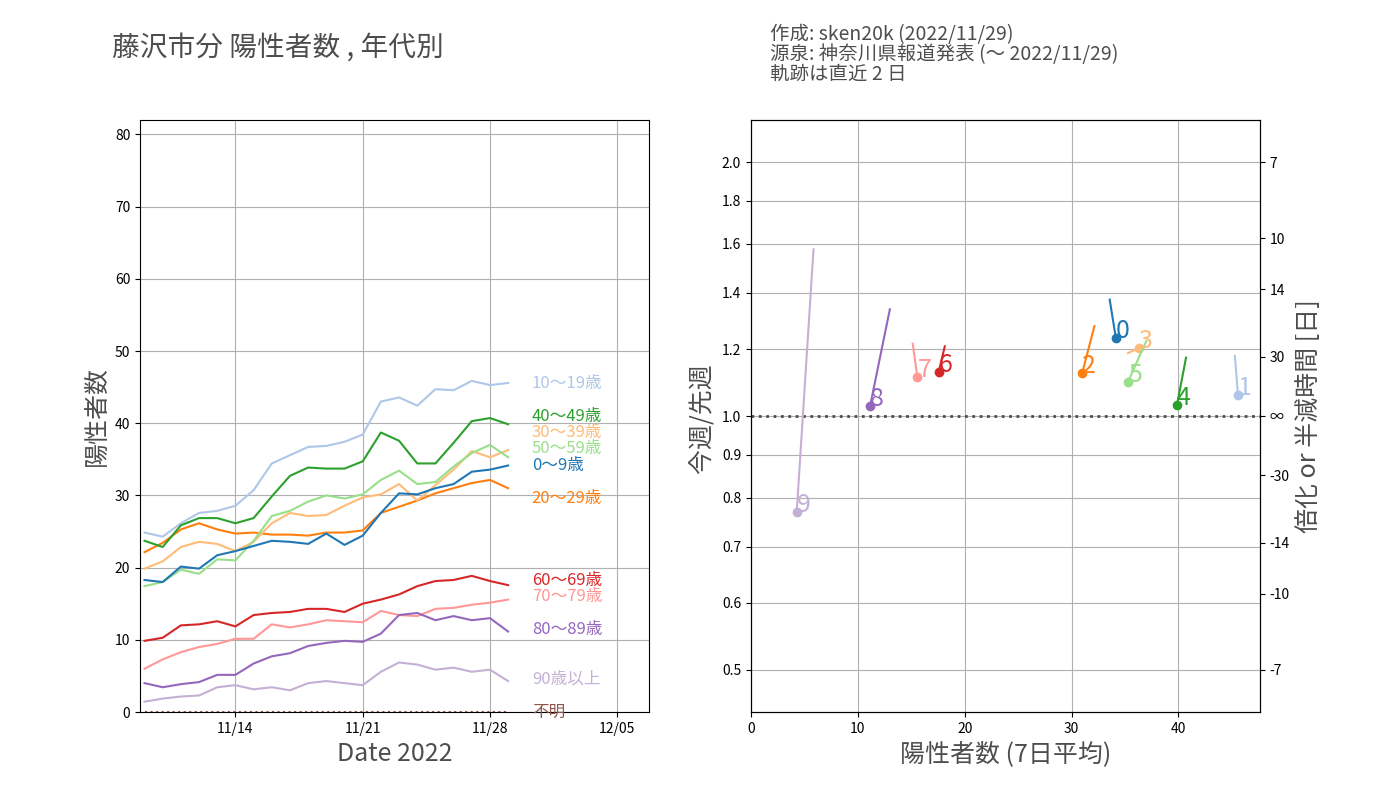 藤沢市分 陽性者数 , 年代別
作成: sken20k (2022/11/29)
源泉: 神奈川県報道発表 (〜 2022/11/29)
軌跡は直近 2 日
陽性者数
80
70
60
50
40
30
20
10
0
10〜19歳
40〜49歳
30〜39歳
50〜59歳
0〜9歳
20〜29歳
60〜69歳
70〜79歳
80〜89歳
90歳以上
不明
11/14
11/21
11/28
12/05
Date 2022
今週/先週
2.0
1.8
1.6
1.4
1.2
1.0
0.9
0.8
0.7
0.6
0.5
9
8
7
6
2
0
3
5
4
1
7
10
14
30
∞
-30
-14
-10
-7
倍化 or 半減時間 [日]
0
10
20
30
40
陽性者数 (7日平均)